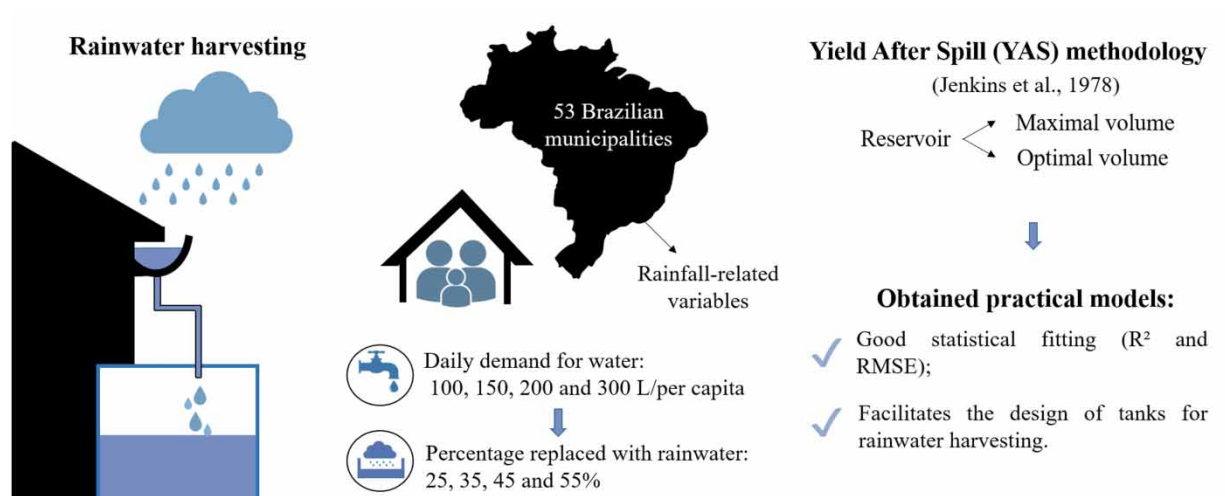 Rainwater harvesting
53 Brazilian
municipalities
Rainfall-related
variables
Daily demand for water:
100, 150, 200 and 300 L/per capita
Percentage replaced with rainwater:
25, 35, 45 and 55%
Yield After Spill (YAS) methodology
(Jenkins et al., 1978)
Reservoir
Maximal volume
Optimal volume
Obtained practical models:
Good statistical fitting (R² and
RMSE);
Facilitates the design of tanks for
rainwater harvesting.